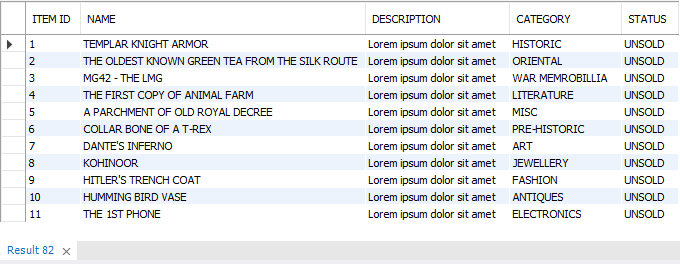 ITEM ID NAME DESCRIPTION CATEGORY STATUS
1 TEMPLAR KNIGHT ARMOR Lorem ipsum dolor sit amet HISTORIC UNSOLD
2 THE OLDEST KNOWN GREEN TEA FROM THE SILK ROUTE Lorem ipsum dolor sit amet ORIENTAL UNSOLD
3 MG42 - THE LMG Lorem ipsum dolor sit amet WAR MEMROBILLIA UNSOLD
4 THE FIRST COPY OF ANIMAL FARM Lorem ipsum dolor sit amet LITERATURE UNSOLD
5 A PARCHMENT OF OLD ROYAL DECREE Lorem ipsum dolor sit amet MISC UNSOLD
6 COLLAR BONE OF A T-REX Lorem ipsum dolor sit amet PRE-HISTORIC UNSOLD
7 DANTE'S INFERNO Lorem ipsum dolor sit amet ART UNSOLD
8 KOHINOOR Lorem ipsum dolor sit amet JEWELLERY UNSOLD
9 HITLER'S TRENCH COAT Lorem ipsum dolor sit amet FASHION UNSOLD
10 HUMMING BIRD VASE Lorem ipsum dolor sit amet ANTIQUES UNSOLD
11 THE 1ST PHONE Lorem ipsum dolor sit amet ELECTRONICS UNSOLD
Result 82